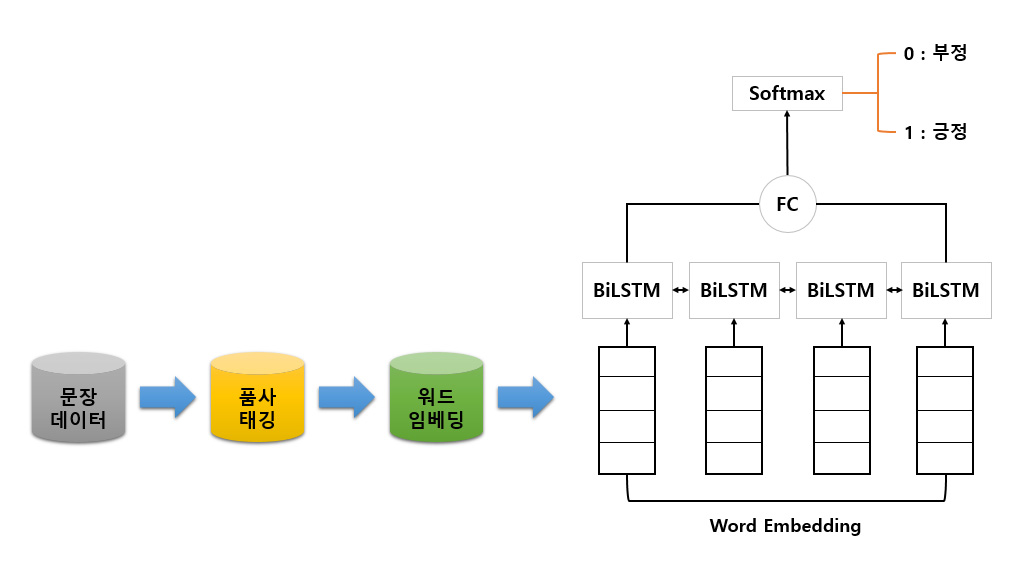 문장
데이터
품사
태깅
워드
임베딩
0 : 부정
Softmax
1 : 긍정
FC
BiLSTM
BiLSTM
BiLSTM
BiLSTM
Word Embedding